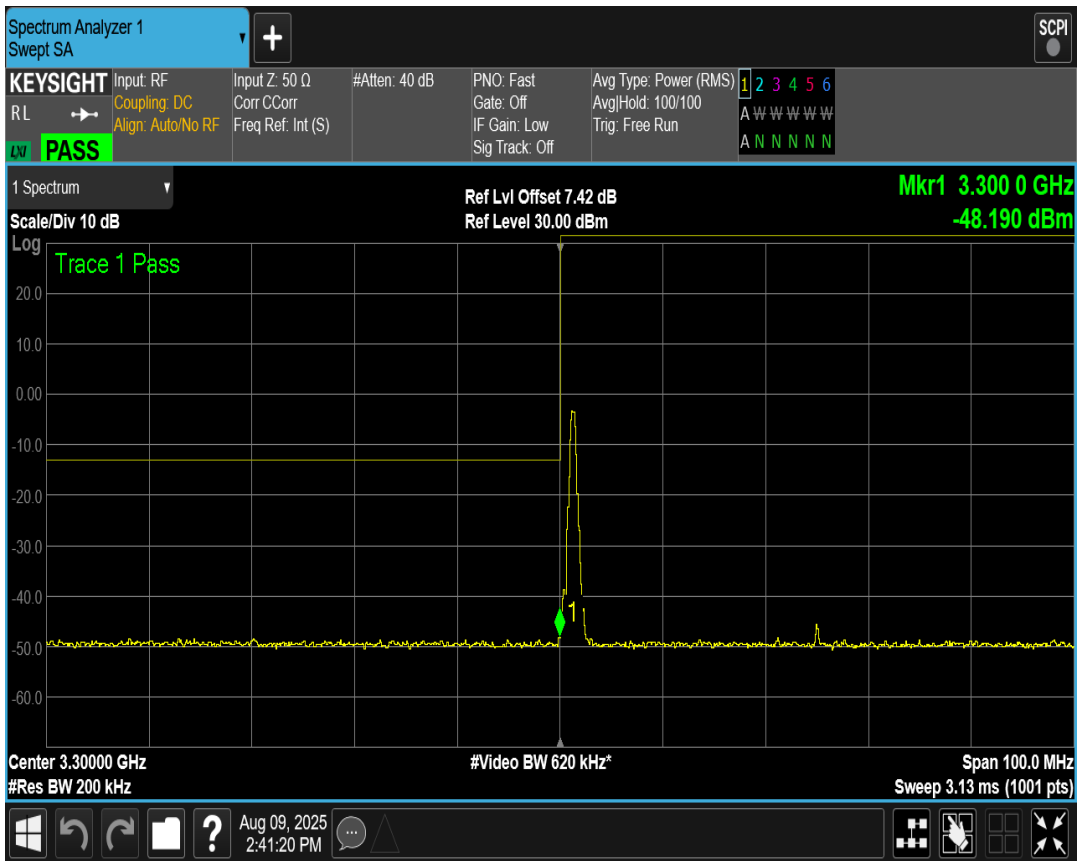 Spectrum Analyzer 1
Swept SA
+
SCPI
KEYSIGHT
RL
LXI PASS
Input: RF
Coupling: DC
Align: Auto/No RF
Input Z: 50 Ω
Corr CCorr
Freq Ref: Int (S)
#Atten: 40 dB
PNO: Fast
Gate: Off
IF Gain: Low
Sig Track: Off
Avg Type: Power (RMS)
Avg|Hold: 100/100
Trig: Free Run
1 2 3 4 5 6
A W W W W W
A N N N N N
1 Spectrum
Scale/Div 10 dB
Ref Lvl Offset 7.42 dB
Ref Level 30.00 dBm
Mkr1 3.300 0 GHz
-48.190 dBm
Log
Trace 1 Pass
20.0
10.0
0.00
-10.0
-20.0
-30.0
-40.0
1
-50.0
-60.0
Center 3.30000 GHz
#Video BW 620 kHz*
Span 100.0 MHz
#Res BW 200 kHz
Sweep 3.13 ms (1001 pts)
?
Aug 09, 2025
2:41:20 PM